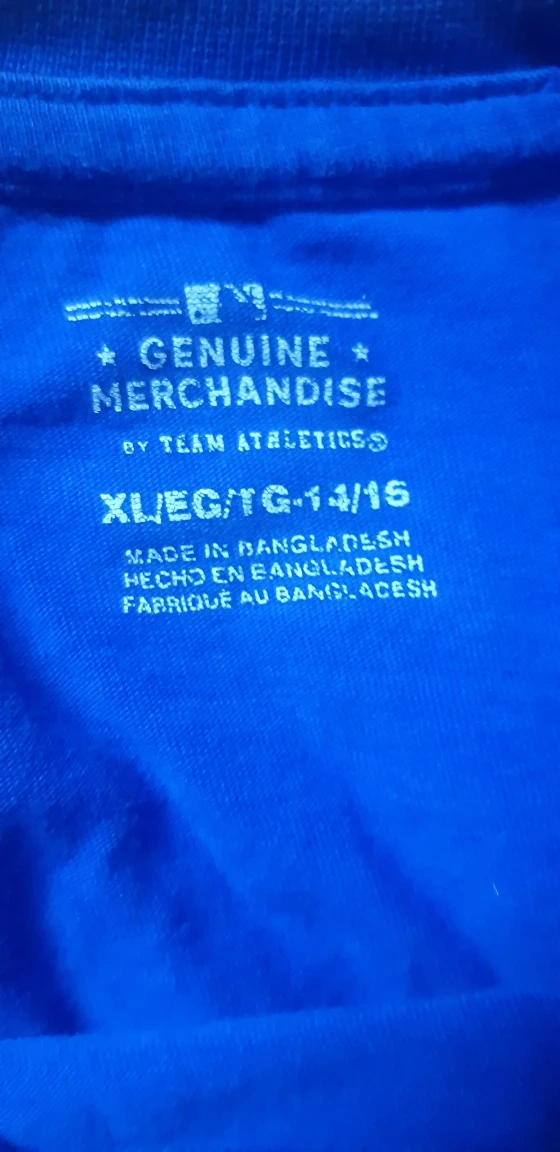 ★ GENUINE ★
MERCHANDISE
BY TEAM ATHLETICS®
XL/EG/TG-14/16
MADE IN BANGLADESH
HECHO EN BANGLADESH
FABRIQUÉ AU BANGLADESH